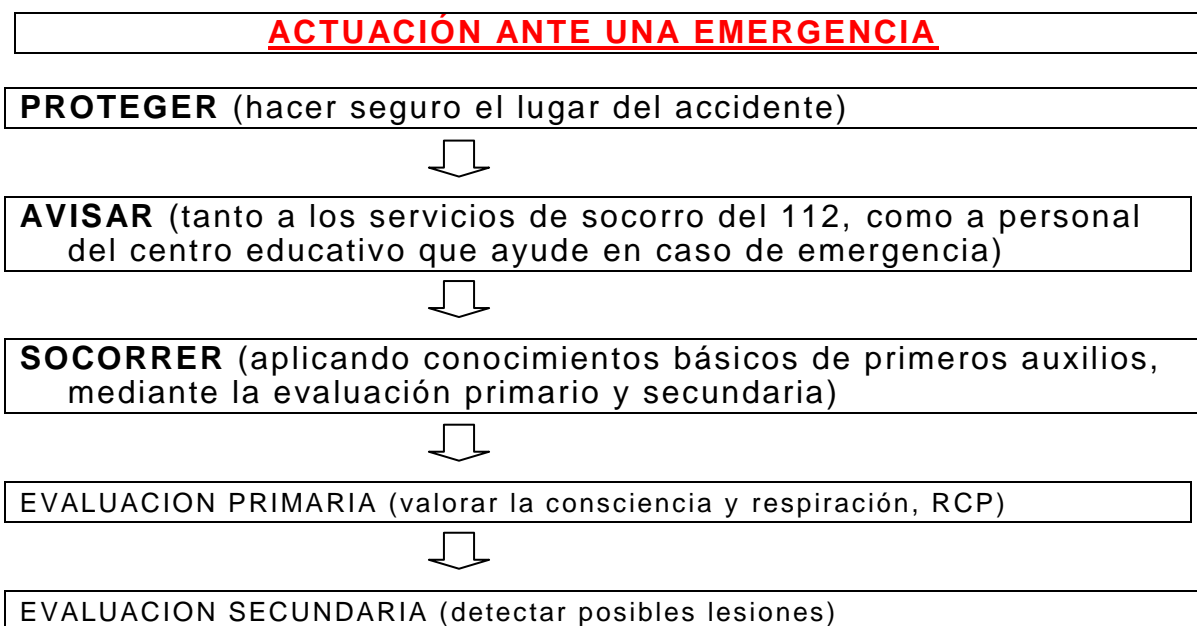 ACTUACIÓN ANTE UNA EMERGENCIA
PROTEGER (hacer seguro el lugar del accidente)
AVISAR (tanto a los servicios de socorro del 112, como a personal
del centro educativo que ayude en caso de emergencia)
SOCORRER (aplicando conocimientos básicos de primeros auxilios,
mediante la evaluación primario y secundaria)
EVALUACION PRIMARIA (valorar la consciencia y respiración, RCP)
EVALUACION SECUNDARIA (detectar posibles lesiones)